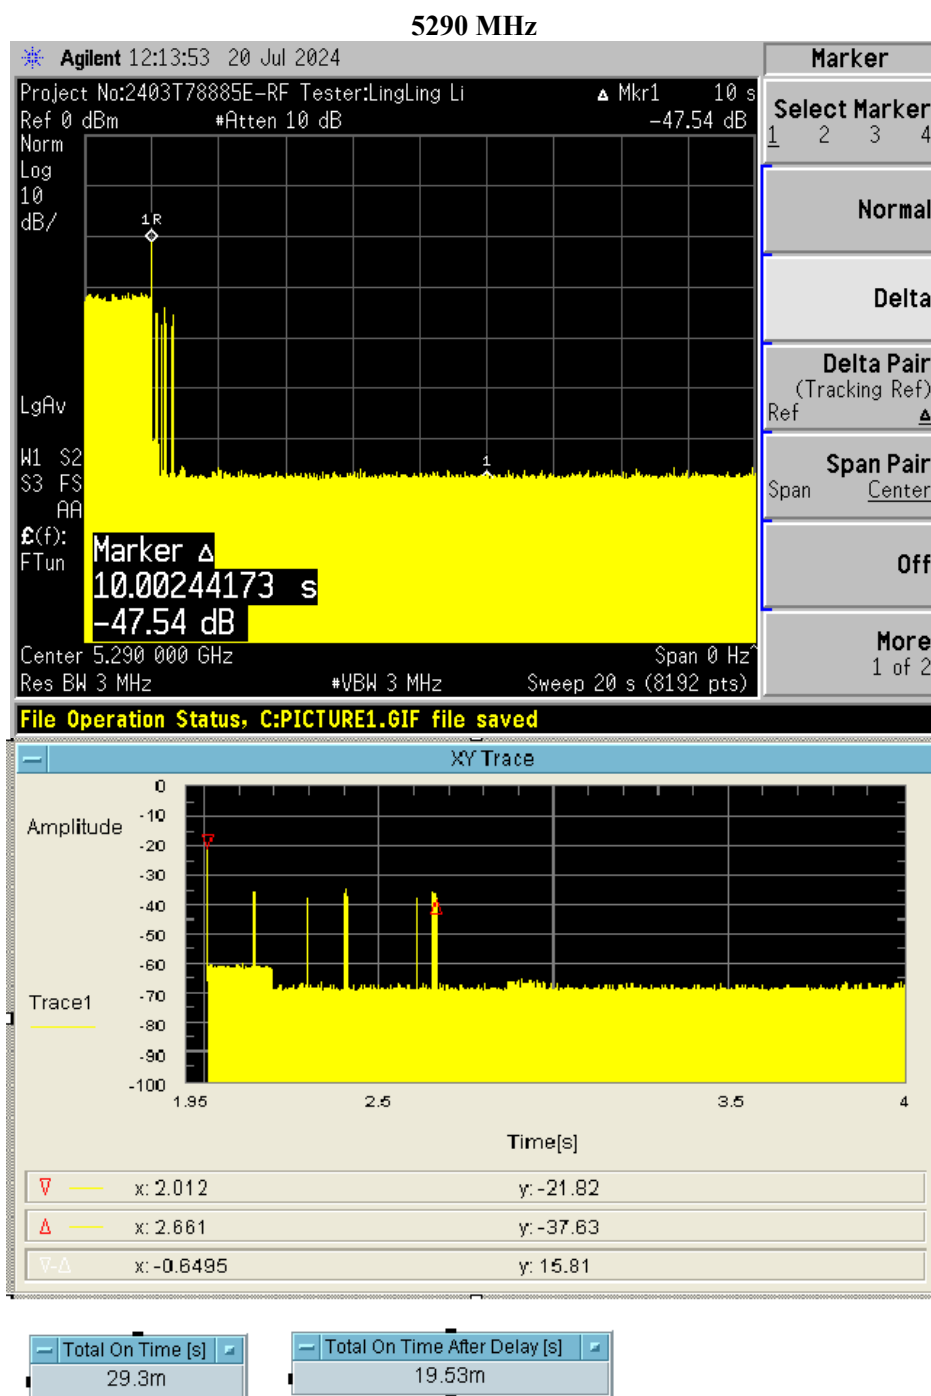 5290 MHz
Agilent 12:13:53 20 Jul 2024
Marker
Project No:2403T78885E-RF Tester:LingLing Li
Δ Mkr1 10 s
Ref 0 dBm #Atten 10 dB -47.54 dB
Select Marker
1 2 3 4
Norm
Log
10
dB/
1R
Normal
Delta
Delta Pair
(Tracking Ref)
Ref Δ
LgAv
W1 S2
S3 FS
AA
£(f):
FTun
1
Span Pair
Span Center
Off
Marker Δ
10.00244173 s
-47.54 dB
Center 5.290 000 GHz Span 0 Hz^
Res BW 3 MHz #VBW 3 MHz Sweep 20 s (8192 pts)
More
1 of 2
File Operation Status, C:PICTURE1.GIF file saved
XY Trace
Amplitude
Trace1
0
-10
-20
-30
-40
-50
-60
-70
-80
-90
-100
1.95 2.5 3.5 4
Time[s]
x: 2.012 y: -21.82
x: 2.661 y: -37.63
∇-Δ x: -0.6495 y: 15.81
Total On Time [s]
29.3m
Total On Time After Delay [s]
19.53m